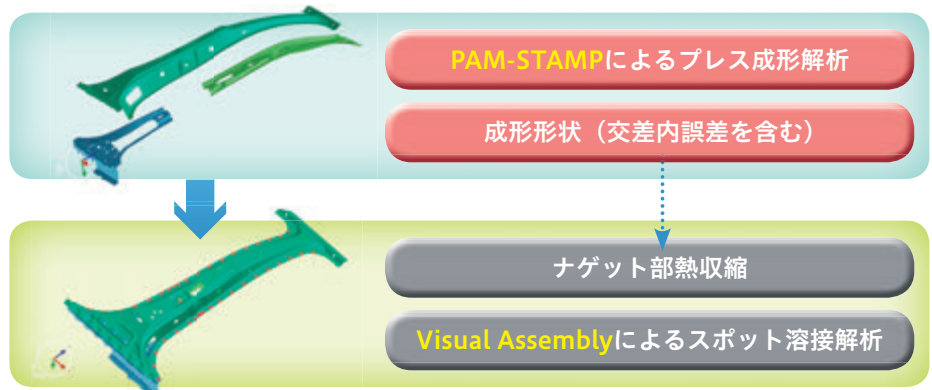 PAM-STAMPによるプレス成形解析
成形形状（交差内誤差を含む）
ナゲット部熱収縮
Visual Assemblyによるスポット溶接解析